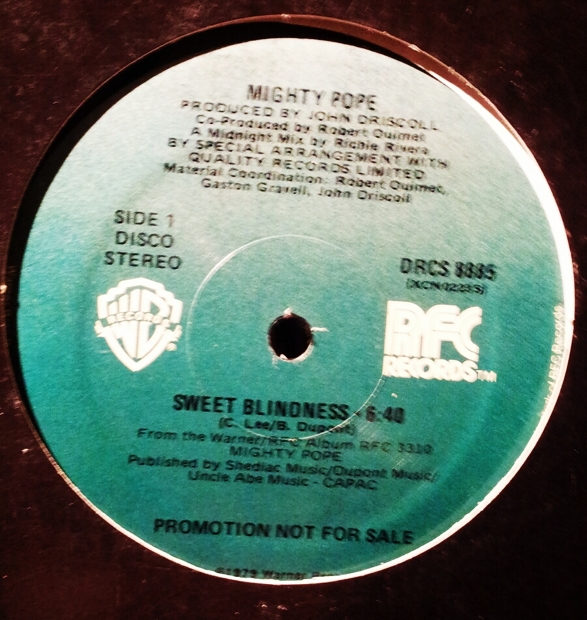 MIGHTY POPE
PRODUCED BY JOHN DRISCOLL
Co-Produced by Robert Ouimet
A Midnight Mix by Richie Rivera
BY SPECIAL ARRANGEMENT WITH
QUALITY RECORDS LIMITED
Material Coordination: Robert Ouimet,
Gaston Gravell, John Driscoll
SIDE 1
DISCO
STEREO
DRCS 8885
W RECORDS
RFC
RECORDS™
SWEET BLINDNESS 6:40
(C. Lee/B. Dupont)
From the Warner/RFC Album RFC 3310
MIGHTY POPE
Published by Shediac Music/Dupont Music/
Uncle Abe Music - CAPAC
PROMOTION NOT FOR SALE
©1979 Warner